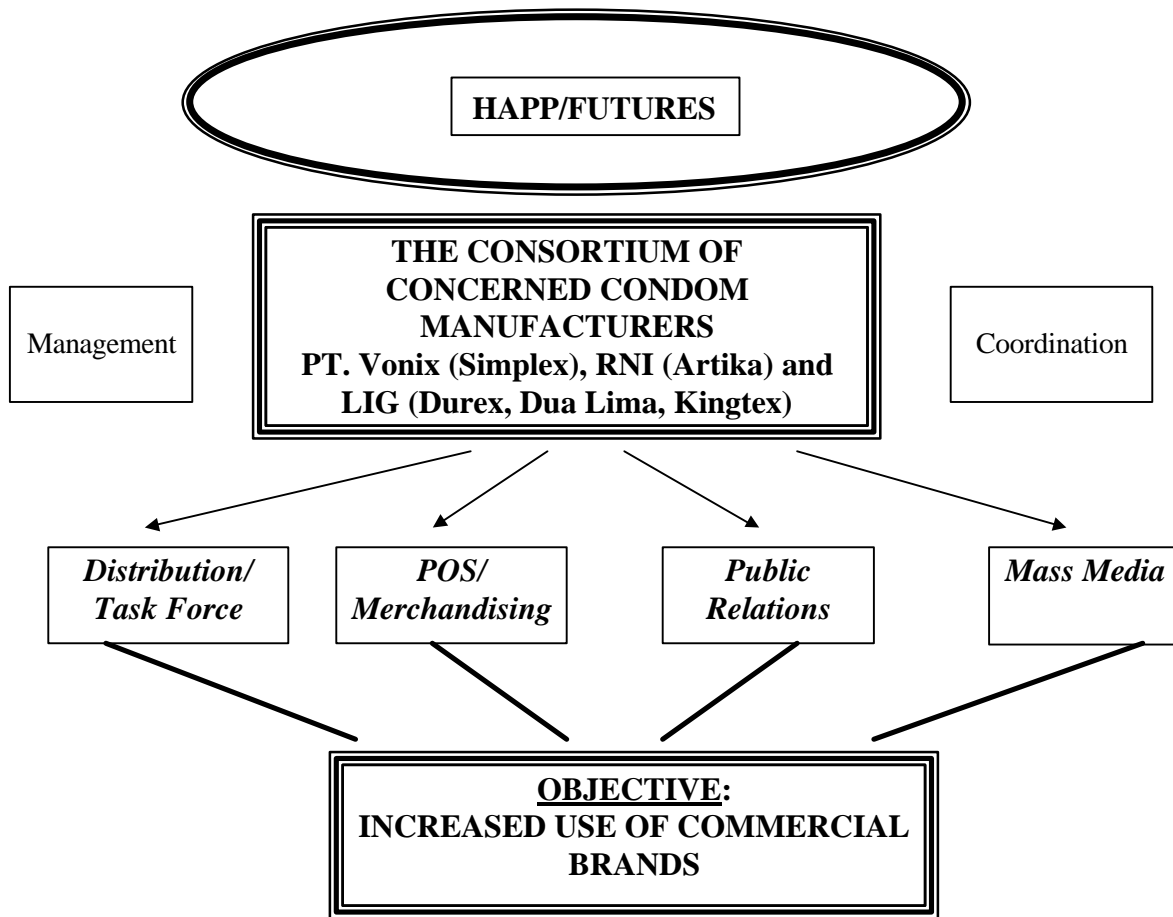 HAPP/FUTURES
THE CONSORTIUM OF
CONCERNED CONDOM
MANUFACTURERS
PT. Vonix (Simplex), RNI (Artika) and
LIG (Durex, Dua Lima, Kingtex)
Management
Coordination
Distribution/
Task Force
POS/
Merchandising
Public
Relations
Mass Media
OBJECTIVE:
INCREASED USE OF COMMERCIAL
BRANDS